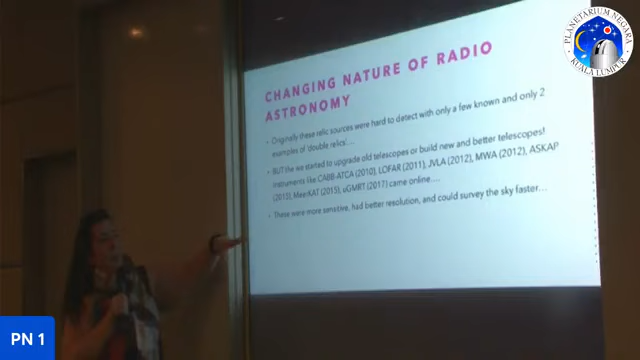 PLANETARIUM NEGARA
KUALA LUMPUR
CHANGING NATURE OF RADIO
ASTRONOMY
• Originally these relic sources were hard to detect with only a few known and only 2
examples of 'double relics'…
• BUT the we started to upgrade old telescopes or build new and better telescopes!
Instruments like CABB-ATCA (2010), LOFAR (2011), JVLA (2012), MWA (2012), ASKAP
(2015), MeerKAT (2015), uGMRT (2017) came online….
• These were more sensitive, had better resolution, and could survey the sky faster…
PN 1